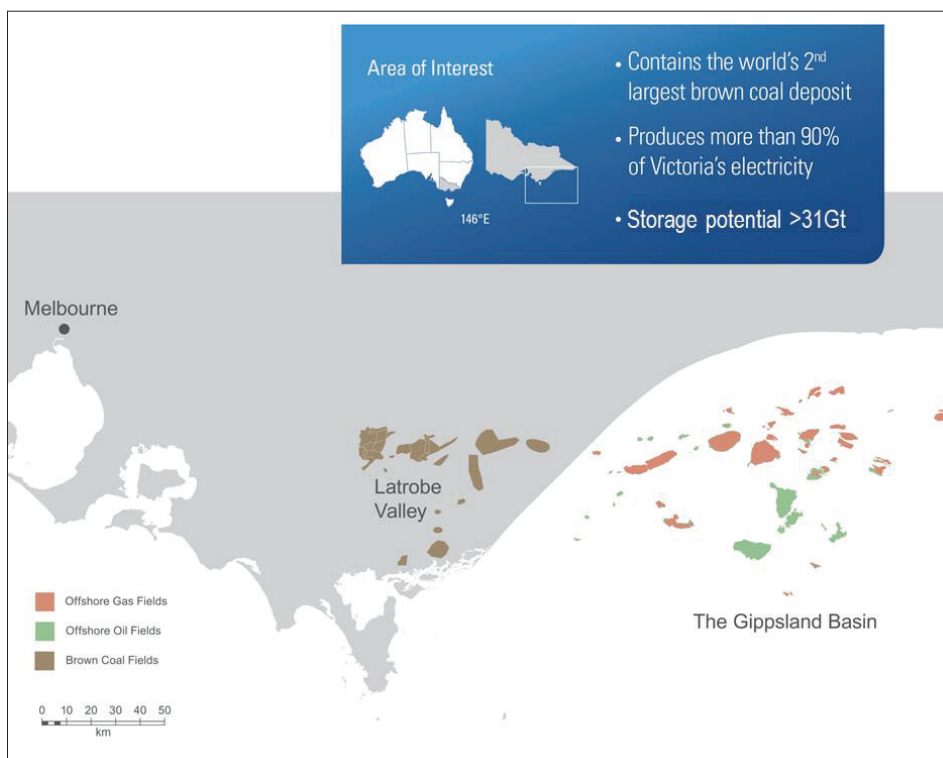 Area of Interest
146°E
• Contains the world's 2nd
largest brown coal deposit
• Produces more than 90%
of Victoria's electricity
• Storage potential >31Gt
Melbourne
Latrobe
Valley
The Gippsland Basin
Offshore Gas Fields
Offshore Oil Fields
Brown Coal Fields
0 10 20 30 40 50
km